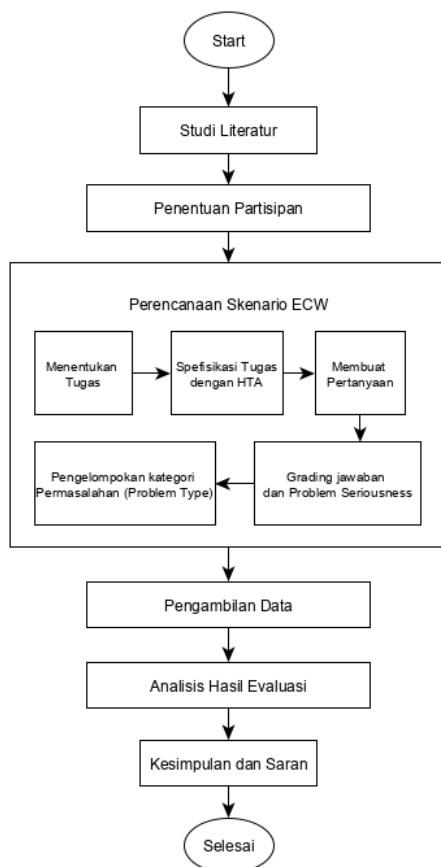 Start
Studi Literatur
Penentuan Partisipan
Perencanaan Skenario ECW
Menentukan
Tugas
Spefisikasi Tugas
dengan HTA
Membuat
Pertanyaan
Grading jawaban
dan Problem Seriousness
Pengelompokan kategori
Permasalahan (Problem Type)
Pengambilan Data
Analisis Hasil Evaluasi
Kesimpulan dan Saran
Selesai